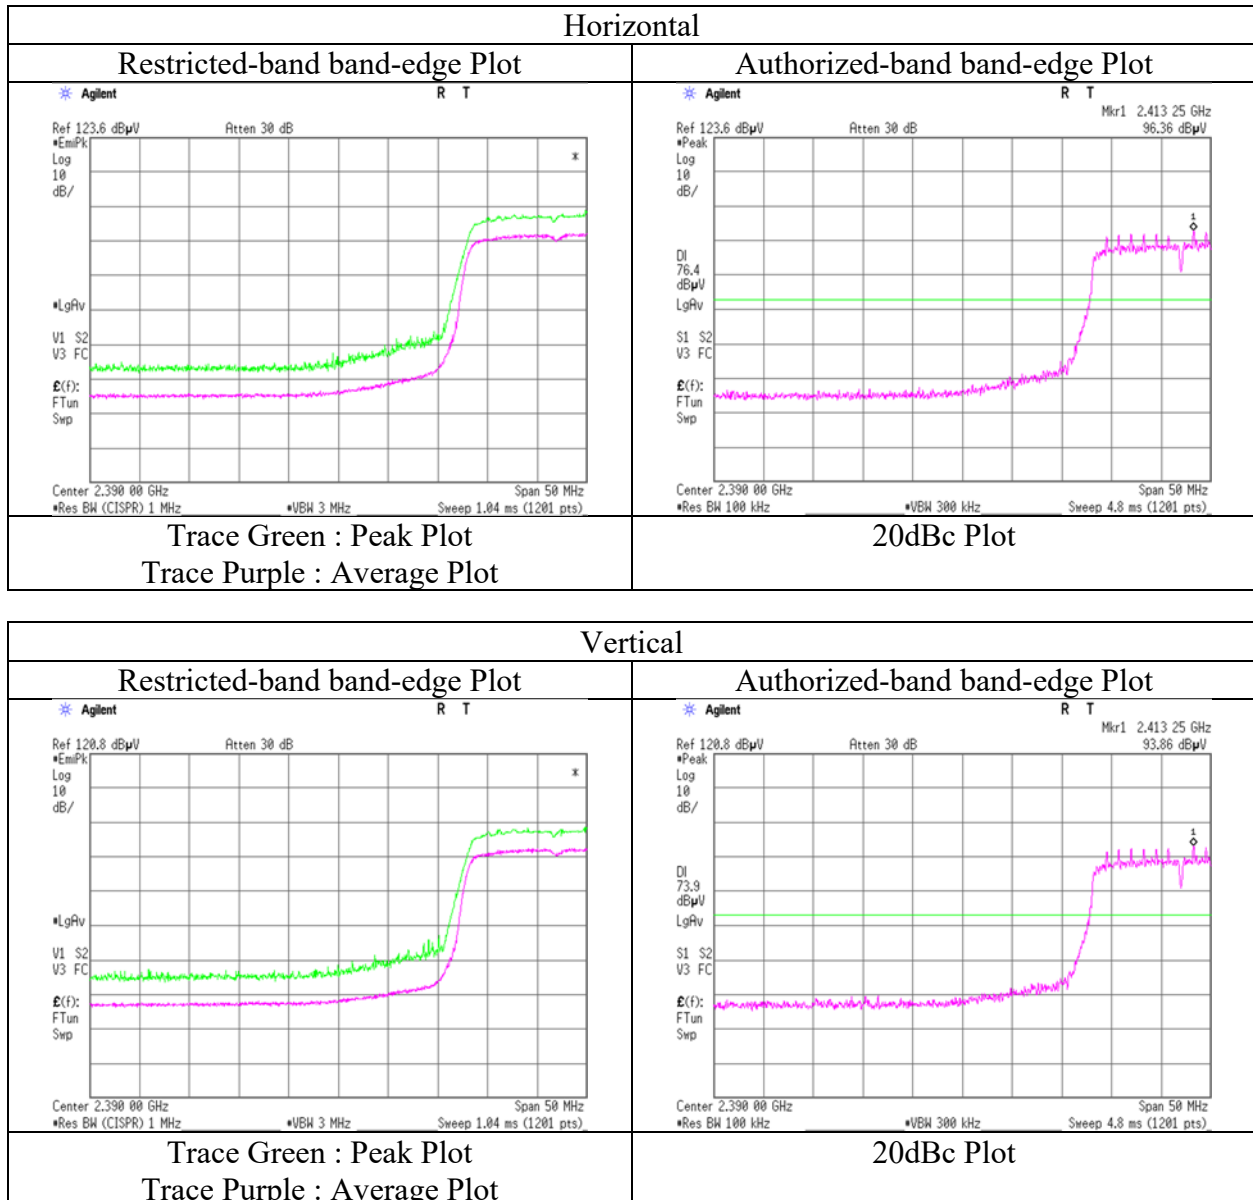 Horizontal
Restricted-band band-edge Plot
Authorized-band band-edge Plot
Agilent R T
Ref 123.6 dBµV Atten 30 dB
#EmiPk
Log
10
dB/
*
#LgAv
V1 S2
V3 FC
£(f):
FTun
Swp
Center 2.390 00 GHz Span 50 MHz
#Res BW (CISPR) 1 MHz #VBW 3 MHz Sweep 1.04 ms (1201 pts)
Agilent R T
Mkr1 2.413 25 GHz
Ref 123.6 dBµV Atten 30 dB 96.36 dBµV
#Peak
Log
10
dB/
1
DI
76.4
dBµV
LgAv
S1 S2
V3 FC
£(f):
FTun
Swp
Center 2.390 00 GHz Span 50 MHz
#Res BW 100 kHz #VBW 300 kHz Sweep 4.8 ms (1201 pts)
Trace Green : Peak Plot
Trace Purple : Average Plot
20dBc Plot
Vertical
Restricted-band band-edge Plot
Authorized-band band-edge Plot
Agilent R T
Ref 120.8 dBµV Atten 30 dB
#EmiPk
Log
10
dB/
*
#LgAv
V1 S2
V3 FC
£(f):
FTun
Swp
Center 2.390 00 GHz Span 50 MHz
#Res BW (CISPR) 1 MHz #VBW 3 MHz Sweep 1.04 ms (1201 pts)
Agilent R T
Mkr1 2.413 25 GHz
Ref 120.8 dBµV Atten 30 dB 93.86 dBµV
#Peak
Log
10
dB/
1
DI
73.9
dBµV
LgAv
S1 S2
V3 FC
£(f):
FTun
Swp
Center 2.390 00 GHz Span 50 MHz
#Res BW 100 kHz #VBW 300 kHz Sweep 4.8 ms (1201 pts)
Trace Green : Peak Plot
Trace Purple : Average Plot
20dBc Plot